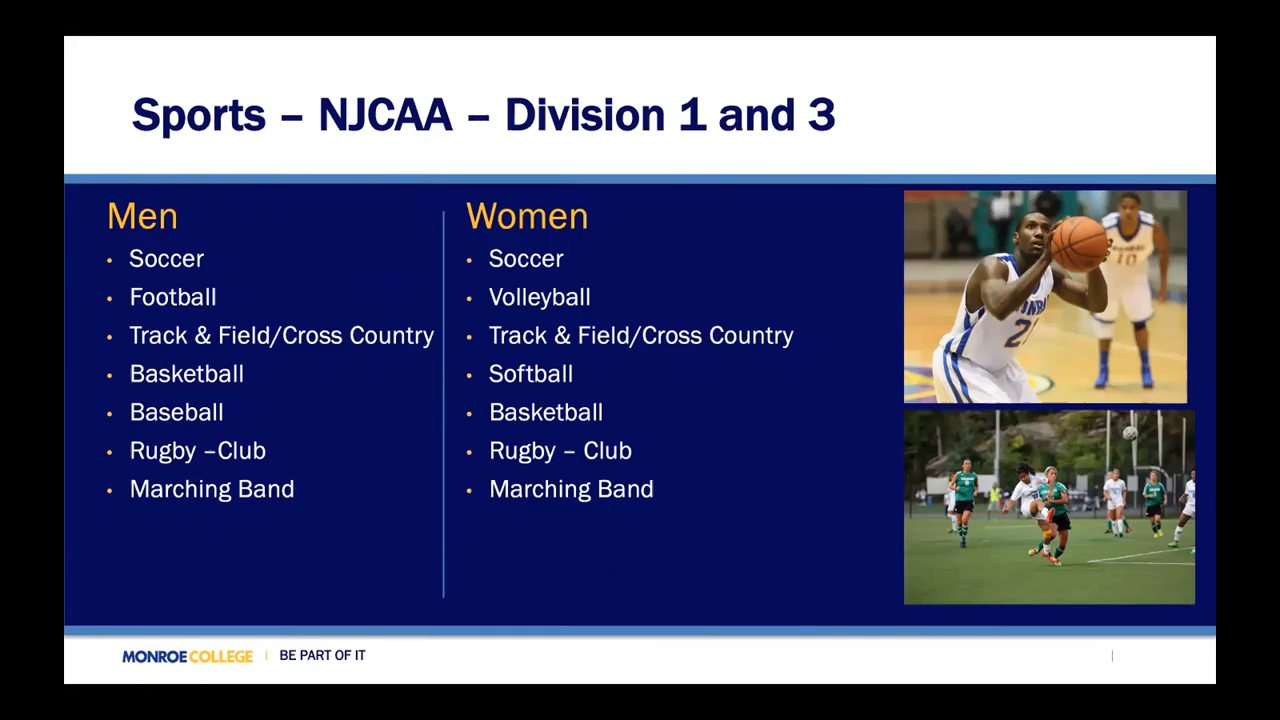 Sports – NJCAA – Division 1 and 3
Men
• Soccer
• Football
• Track & Field/Cross Country
• Basketball
• Baseball
• Rugby –Club
• Marching Band
Women
• Soccer
• Volleyball
• Track & Field/Cross Country
• Softball
• Basketball
• Rugby – Club
• Marching Band
10
MONROE COLLEGE | BE PART OF IT